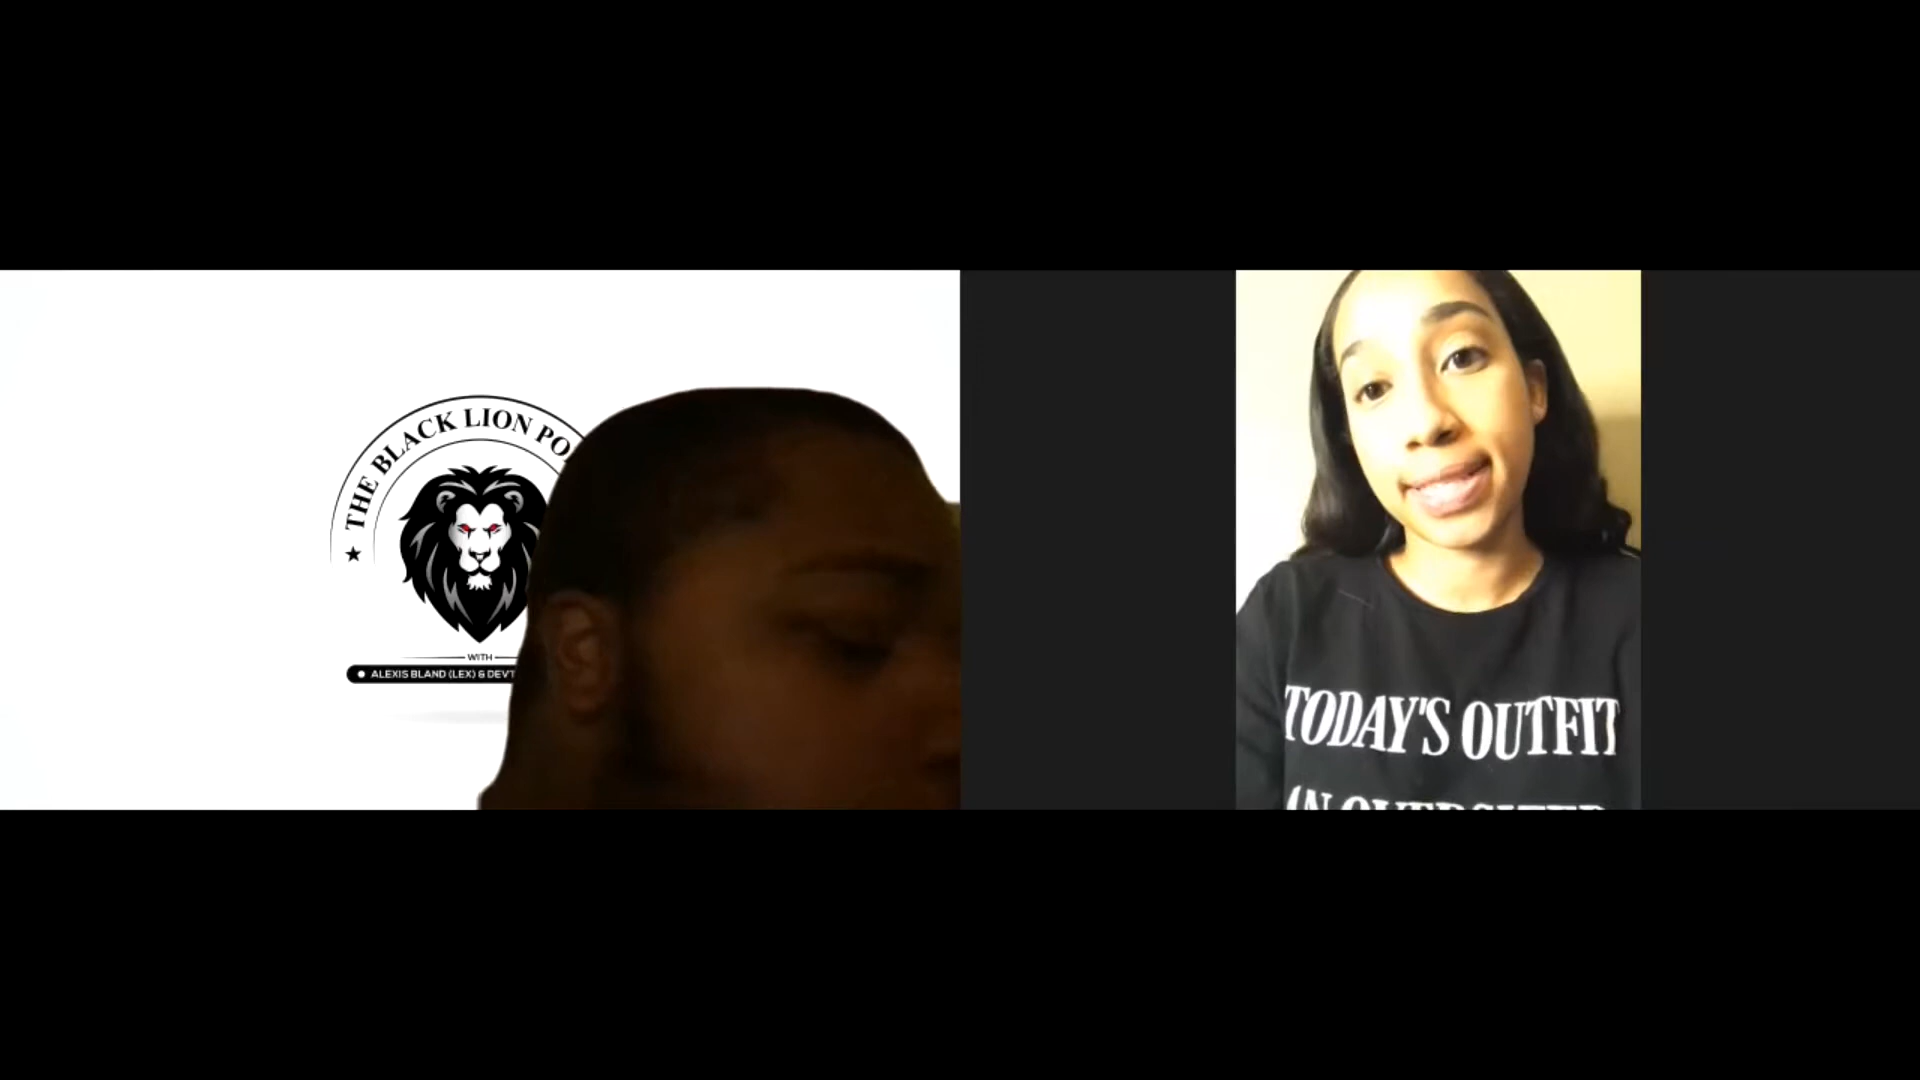 ★ THE BLACK LION PO
WITH
ALEXIS BLAND (LEX) & DEV
TODAY'S OUTFIT